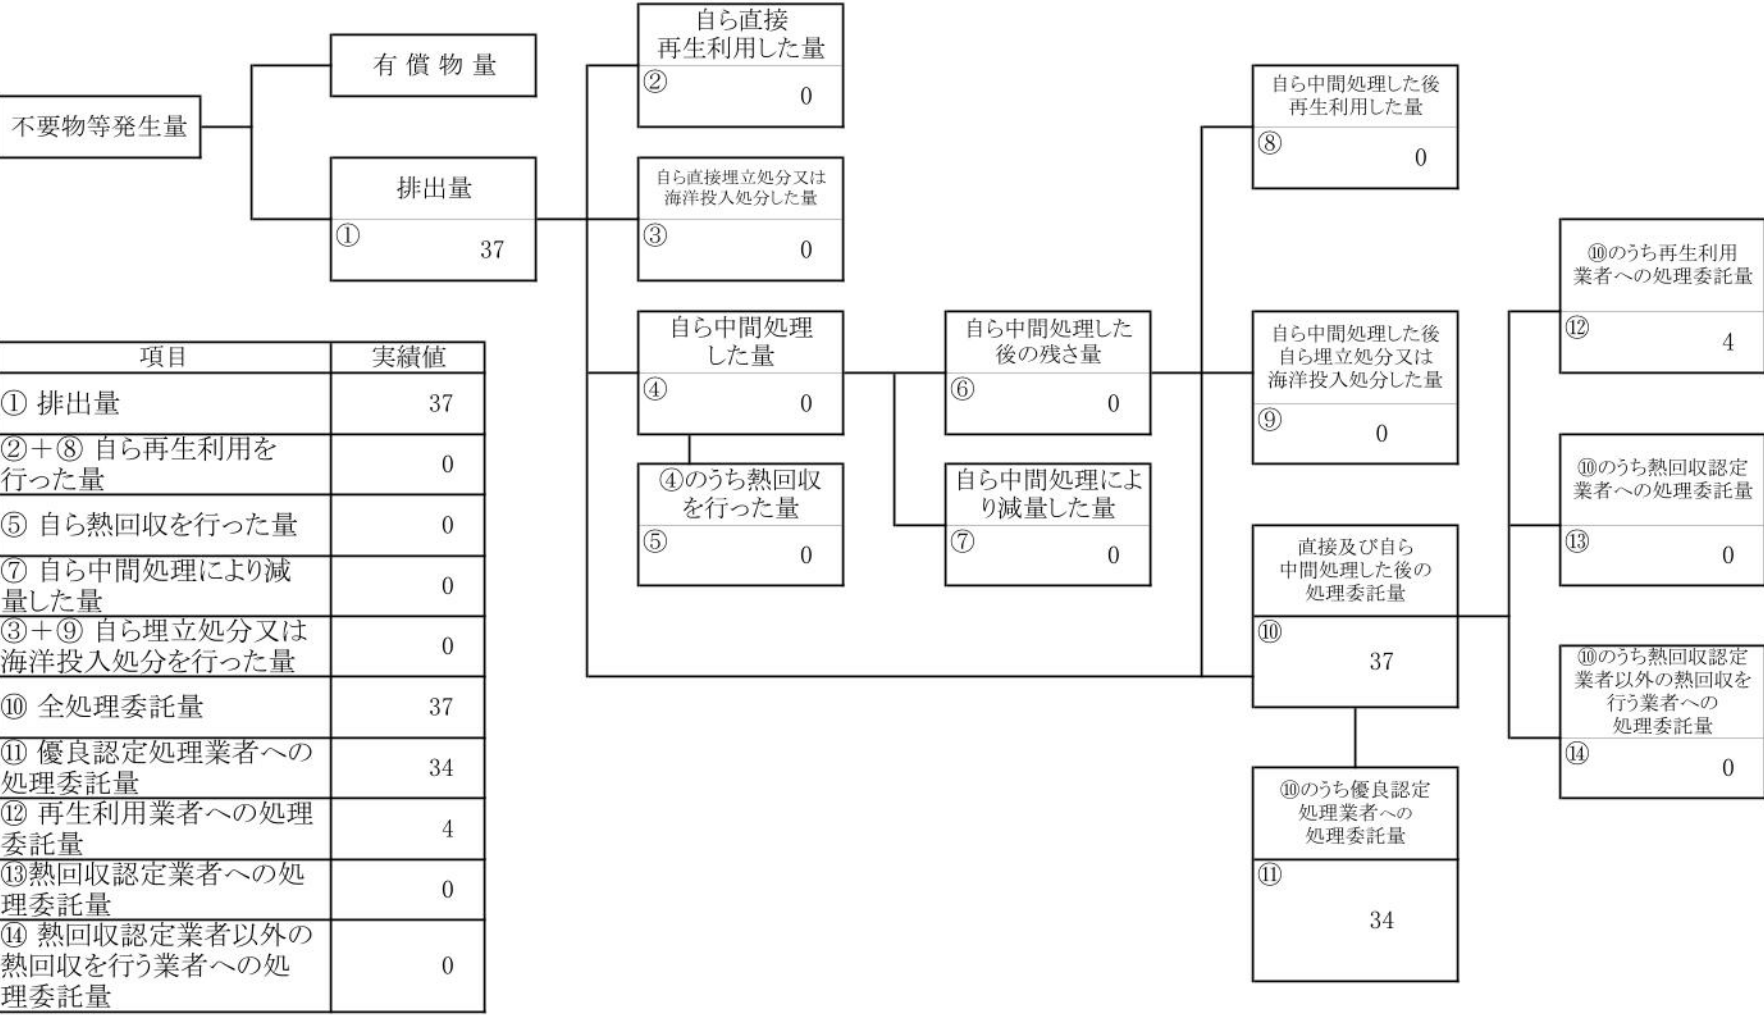 自ら直接
再生利用した量
②
0
有 償 物 量
不要物等発生量
排出量
①
37
自ら直接埋立処分又は
海洋投入処分した量
③
0
自ら中間処理した後
再生利用した量
⑧
0
自ら中間処理
した量
④
0
自ら中間処理した
後の残さ量
⑥
0
自ら中間処理した後
自ら埋立処分又は
海洋投入処分した量
⑨
0
④のうち熱回収
を行った量
⑤
0
自ら中間処理によ
り減量した量
⑦
0
直接及び自ら
中間処理した後の
処理委託量
⑩
37
⑩のうち優良認定
処理業者への
処理委託量
⑪
34
⑩のうち再生利用
業者への処理委託量
⑫
4
⑩のうち熱回収認定
業者への処理委託量
⑬
0
⑩のうち熱回収認定
業者以外の熱回収を
行う業者への
処理委託量
⑭
0
項目 実績値
① 排出量 37
②+⑧ 自ら再生利用を
行った量
0
⑤ 自ら熱回収を行った量 0
⑦ 自ら中間処理により減
量した量
0
③+⑨ 自ら埋立処分又は
海洋投入処分を行った量
0
⑩ 全処理委託量 37
⑪ 優良認定処理業者への
処理委託量
34
⑫ 再生利用業者への処理
委託量
4
⑬熱回収認定業者への処
理委託量
0
⑭ 熱回収認定業者以外の
熱回収を行う業者への処
理委託量
0